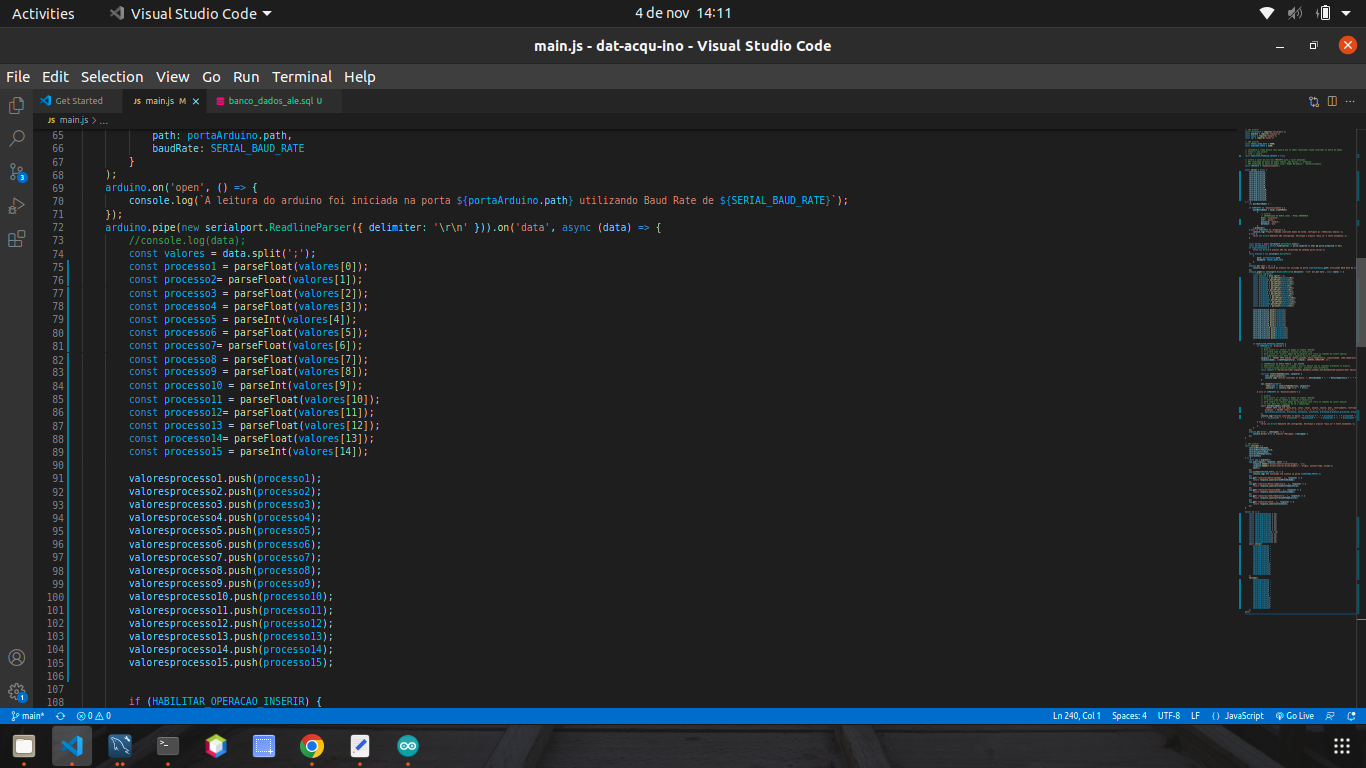 Activities
Visual Studio Code
4 de nov 14:11
main.js - dat-acqu-ino - Visual Studio Code
File Edit Selection View Go Run Terminal Help
Get Started
JS main.js M
banco_dados_ale.sql U
JS main.js > ...
65 path: portaArduino.path,
66 baudRate: SERIAL_BAUD_RATE
67 }
68 );
69 arduino.on('open', () => {
70 console.log(`A leitura do arduino foi iniciada na porta ${portaArduino.path} utilizando Baud Rate de ${SERIAL_BAUD_RATE}`);
71 });
72 arduino.pipe(new serialport.ReadlineParser({ delimiter: '\r\n' })).on('data', async (data) => {
73 //console.log(data);
74 const valores = data.split(';');
75 const processo1 = parseFloat(valores[0]);
76 const processo2= parseFloat(valores[1]);
77 const processo3 = parseFloat(valores[2]);
78 const processo4 = parseFloat(valores[3]);
79 const processo5 = parseInt(valores[4]);
80 const processo6 = parseFloat(valores[5]);
81 const processo7= parseFloat(valores[6]);
82 const processo8 = parseFloat(valores[7]);
83 const processo9 = parseFloat(valores[8]);
84 const processo10 = parseInt(valores[9]);
85 const processo11 = parseFloat(valores[10]);
86 const processo12= parseFloat(valores[11]);
87 const processo13 = parseFloat(valores[12]);
88 const processo14= parseFloat(valores[13]);
89 const processo15 = parseInt(valores[14]);
90
91 valoresprocesso1.push(processo1);
92 valoresprocesso2.push(processo2);
93 valoresprocesso3.push(processo3);
94 valoresprocesso4.push(processo4);
95 valoresprocesso5.push(processo5);
96 valoresprocesso6.push(processo6);
97 valoresprocesso7.push(processo7);
98 valoresprocesso8.push(processo8);
99 valoresprocesso9.push(processo9);
100 valoresprocesso10.push(processo10);
101 valoresprocesso11.push(processo11);
102 valoresprocesso12.push(processo12);
103 valoresprocesso13.push(processo13);
104 valoresprocesso14.push(processo14);
105 valoresprocesso15.push(processo15);
106
107
108 if (HABILITAR_OPERACAO_INSERIR) {
3
1
main*
0 0
Ln 240, Col 1
Spaces: 4
UTF-8
LF
JavaScript
Go Live